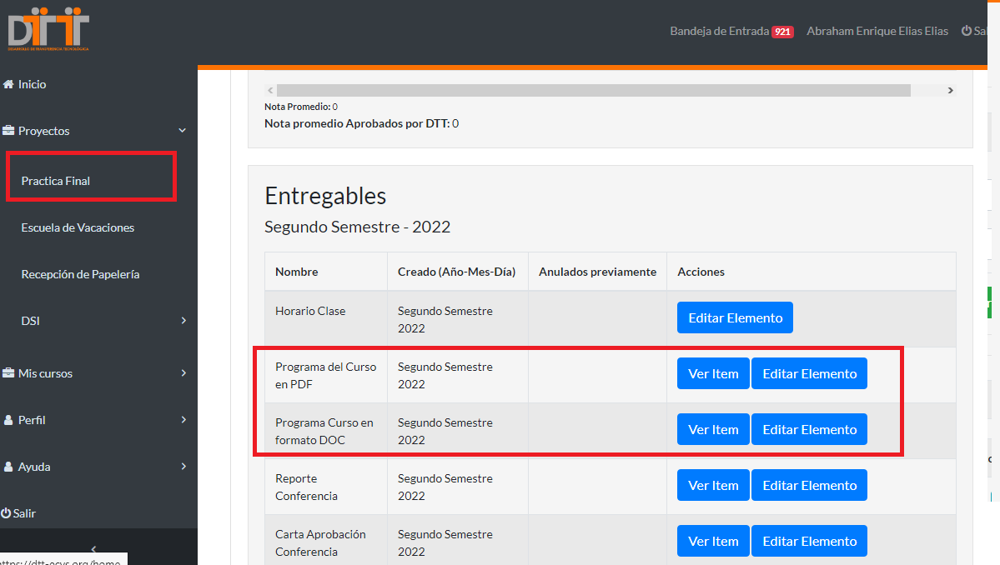 DTT
DESARROLLO DE TRANSFERENCIA TECNOLÓGICA
Bandeja de Entrada 921 Abraham Enrique Elias Elias Sal
Inicio
Proyectos
Practica Final
Escuela de Vacaciones
Recepción de Papelería
DSI
Mis cursos
Perfil
Ayuda
Salir
Nota Promedio: 0
Nota promedio Aprobados por DTT: 0
Entregables
Segundo Semestre - 2022
Nombre Creado (Año-Mes-Día) Anulados previamente Acciones
Horario Clase Segundo Semestre Editar Elemento
2022
Programa del Curso Segundo Semestre Ver Item Editar Elemento
en PDF 2022
Programa Curso en Segundo Semestre Ver Item Editar Elemento
formato DOC 2022
Reporte Segundo Semestre Ver Item Editar Elemento
Conferencia 2022
Carta Aprobación Segundo Semestre Ver Item Editar Elemento
Conferencia 2022